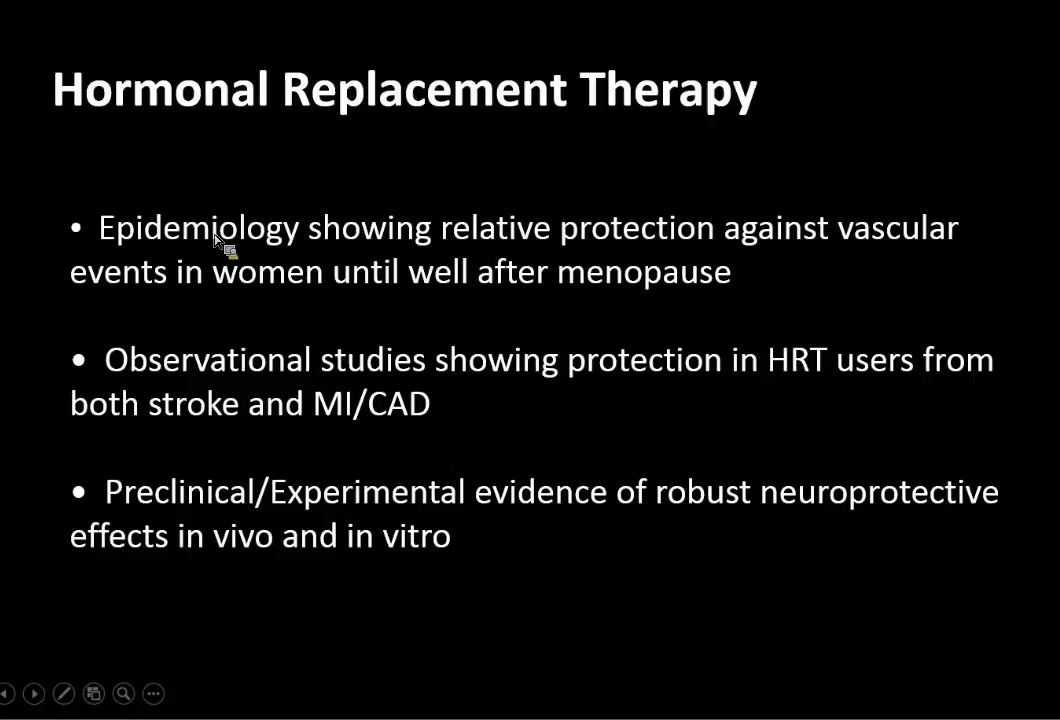 Hormonal Replacement Therapy
• Epidemiology showing relative protection against vascular
events in women until well after menopause
• Observational studies showing protection in HRT users from
both stroke and MI/CAD
• Preclinical/Experimental evidence of robust neuroprotective
effects in vivo and in vitro